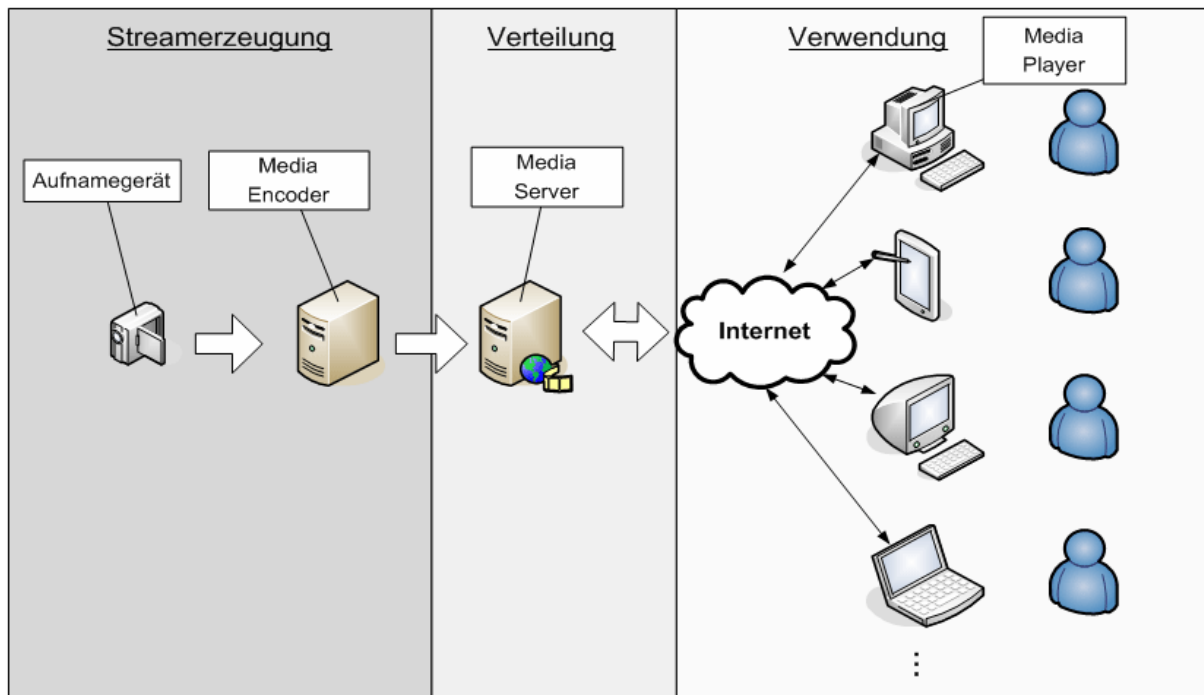 Streamerzeugung
Verteilung
Verwendung
Media
Player
Aufnamegerät
Media
Encoder
Media
Server
Internet
⋮